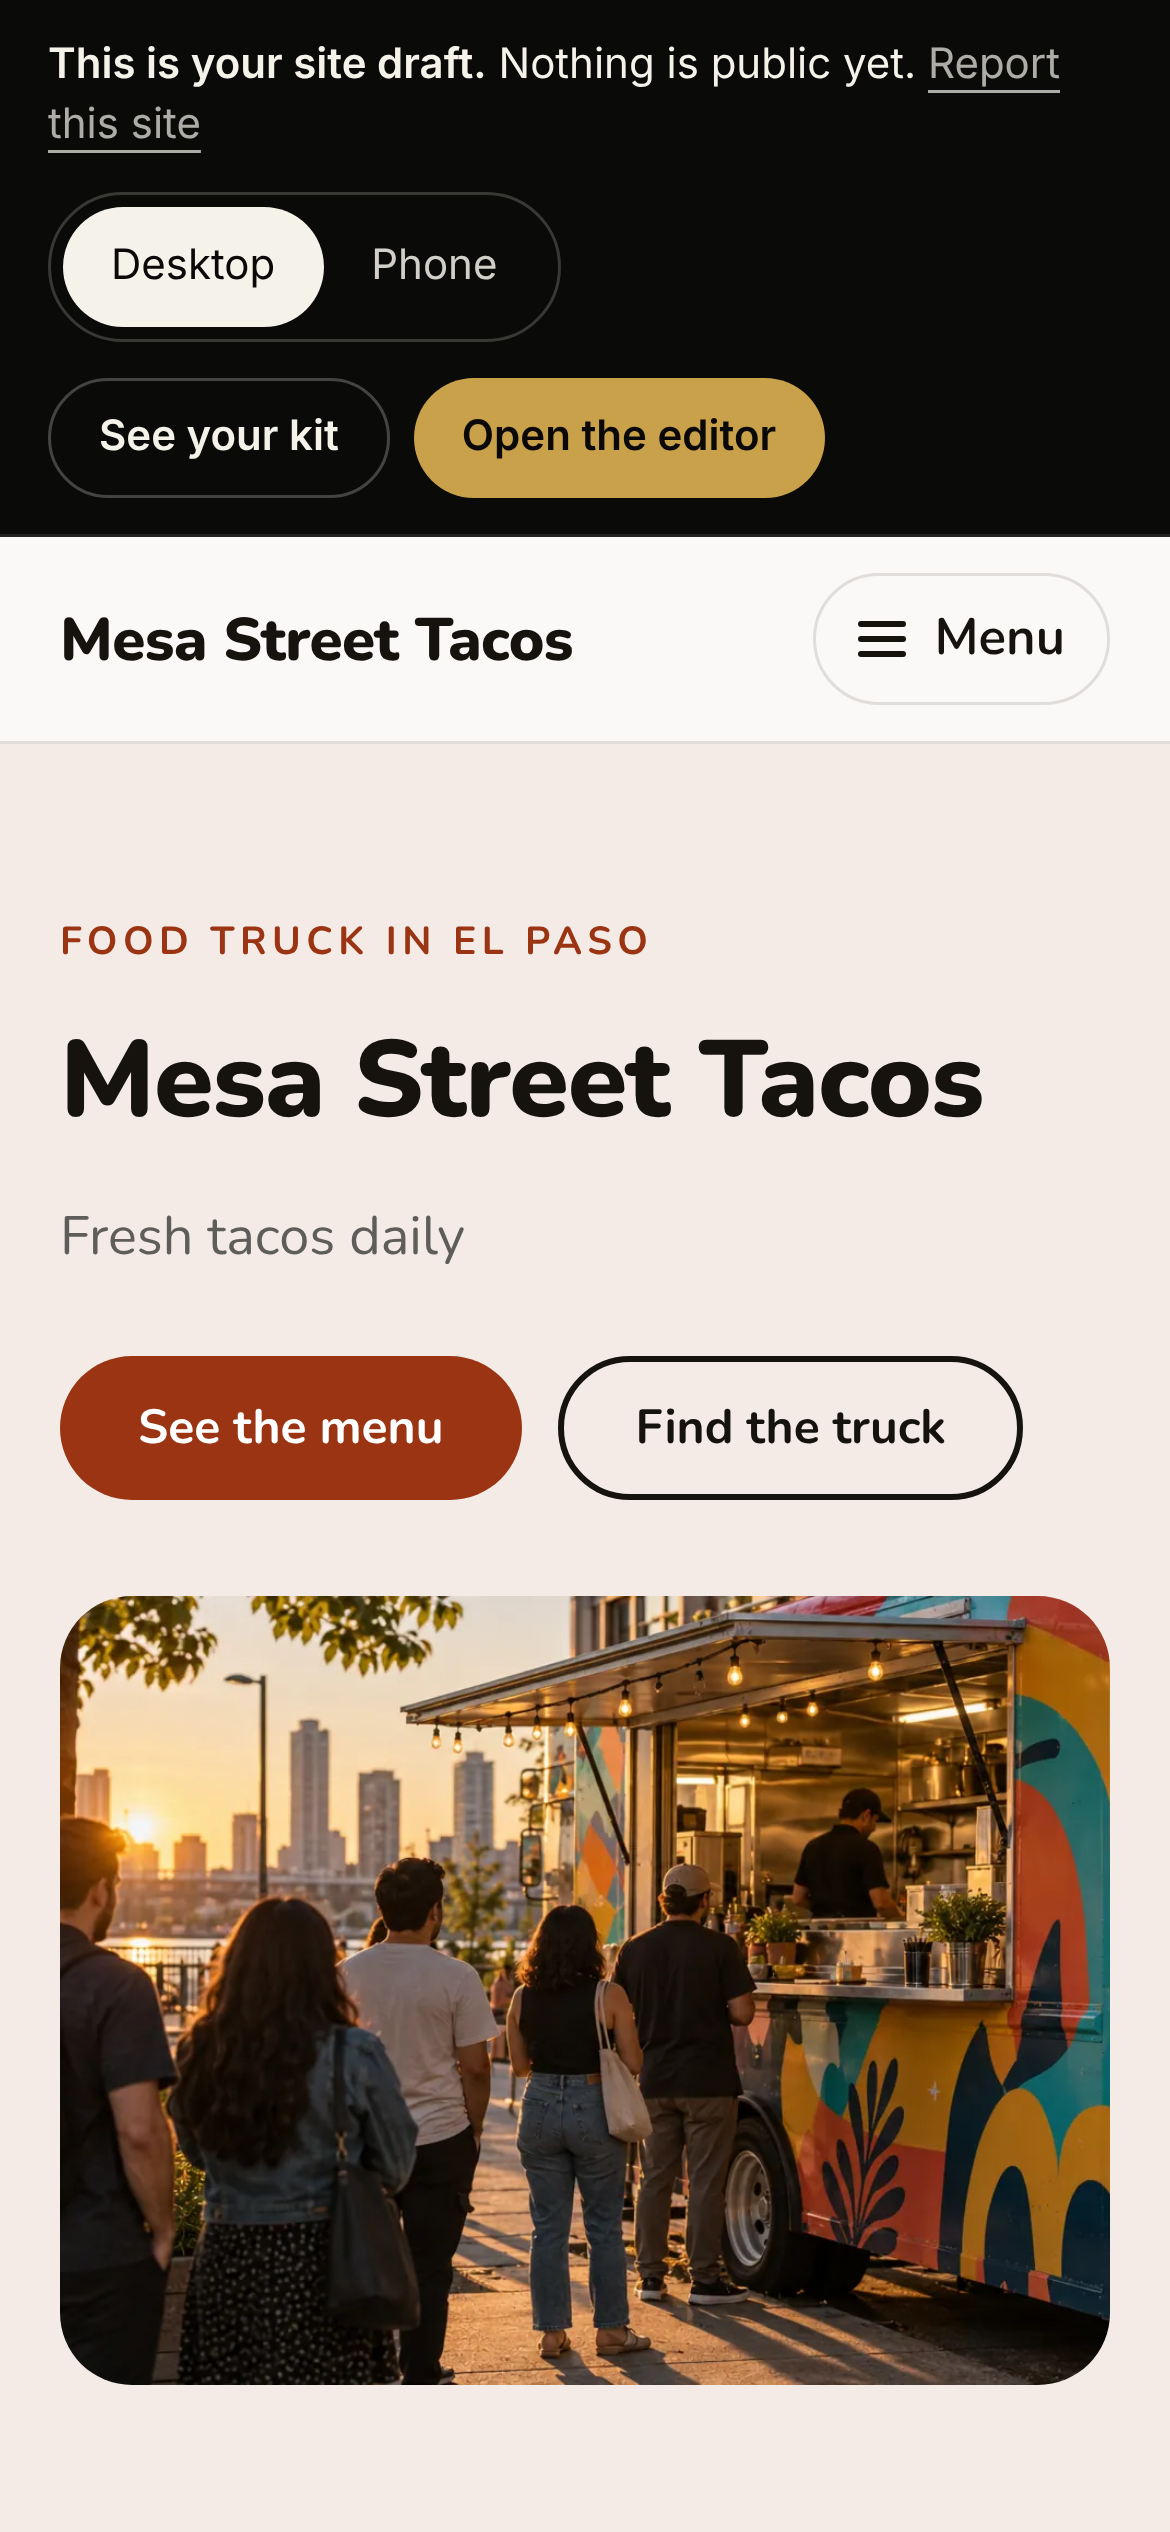 This is your site draft. Nothing is public yet. Report
this site
Desktop Phone
See your kit Open the editor
Mesa Street Tacos Menu
FOOD TRUCK IN EL PASO
Mesa Street Tacos
Fresh tacos daily
See the menu Find the truck